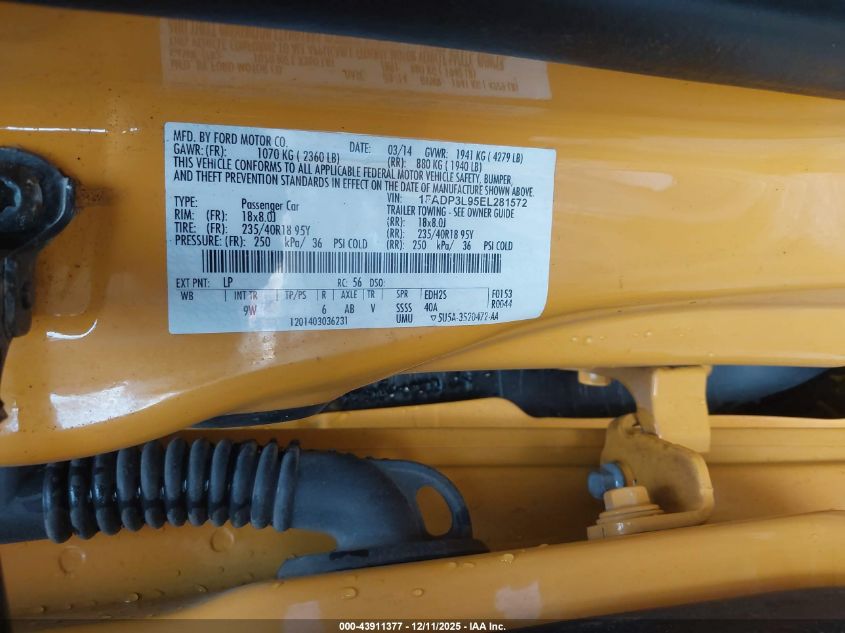 MFD. BY FORD MOTOR CO. DATE: 03/14 GVWR: 1941 KG ( 4279 LB)
GAWR: (FR): 1070 KG ( 2360 LB) (RR): 880 KG ( 1940 LB)
THIS VEHICLE CONFORMS TO ALL APPLICABLE FEDERAL MOTOR VEHICLE SAFETY, BUMPER,
AND THEFT PREVENTION STANDARDS IN EFFECT ON THE DATE OF MANUFACTURE SHOWN ABOVE.
VIN: 1FADP3L95EL281572
TYPE: Passenger Car TRAILER TOWING - SEE OWNER GUIDE
RIM: (FR): 18x8.0J (RR): 18x8.0J
TIRE: (FR): 235/40R18 95Y (RR): 235/40R18 95Y
PRESSURE: (FR): 250 kPa/ 36 PSI COLD (RR): 250 kPa/ 36 PSI COLD
EXT PNT: LP RC: 56 DSO:
WB INT TR TP/PS R AXLE TR SPR EDH2S F0153
9W 6 AB V SSSS 40A R0044
1201403036231 UMU ▽ 5U5A-3520472-AA
000-43911377 - 12/11/2025 - IAA Inc.